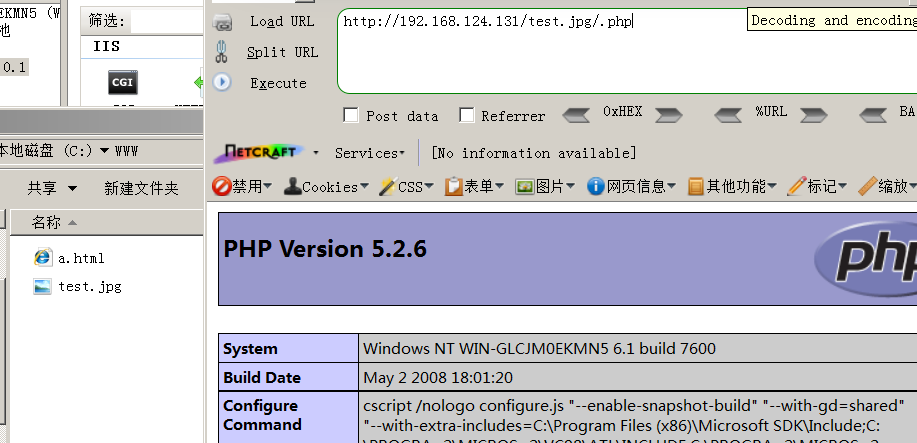 EKMN5 (W
地
0.1
筛选:
IIS
CGI
本地磁盘 (C:) ▾ WWW
共享 新建文件夹
名称
a.html
test.jpg
Load URL
Split URL
Execute
http://192.168.124.131/test.jpg/.php
Decoding and encoding
Post data Referrer 0xHEX %URL BA
NETCRAFT Services [No information available]
禁用 Cookies CSS 表单 图片 网页信息 其他功能 标记 缩放
PHP Version 5.2.6
php
System Windows NT WIN-GLCJM0EKMN5 6.1 build 7600
Build Date May 2 2008 18:01:20
Configure Command cscript /nologo configure.js "--enable-snapshot-build" "--with-gd=shared"
"--with-extra-includes=C:\Program Files (x86)\Microsoft SDK\Include;C: